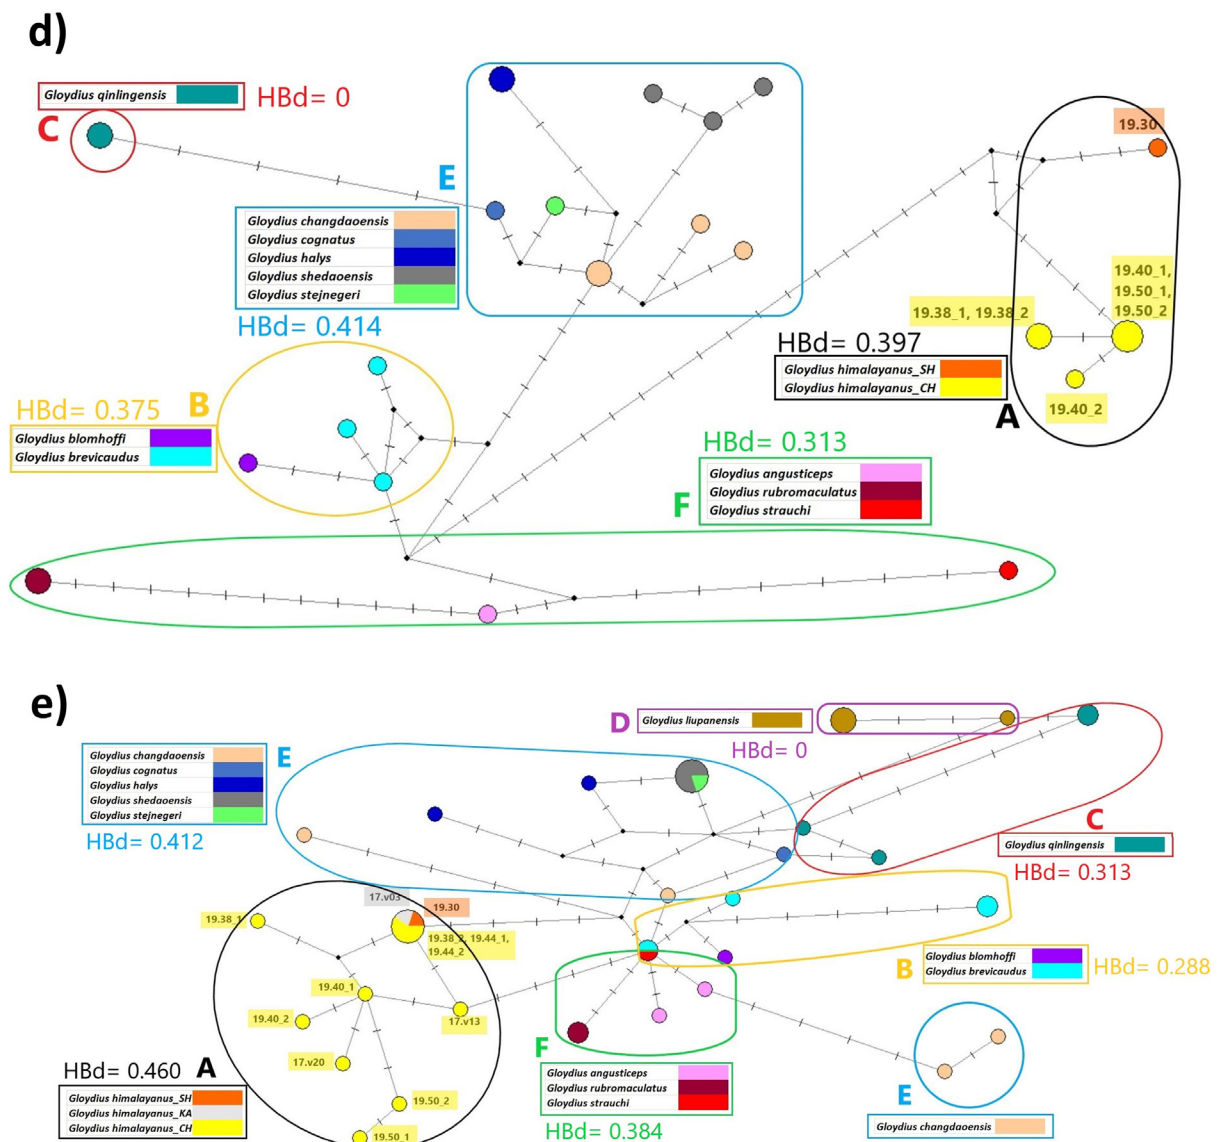 d)
Gloydius qinlingensis
HBd= 0
C
E
Gloydius changdaoensis
Gloydius cognatus
Gloydius halys
Gloydius shedaoensis
Gloydius stejnegeri
HBd= 0.414
19.30
19.40_1,
19.50_1,
19.50_2
19.38_1, 19.38_2
HBd= 0.397
Gloydius himalayanus_SH
Gloydius himalayanus_CH
19.40_2
A
HBd= 0.375
B
Gloydius blomhoffi
Gloydius brevicaudus
HBd= 0.313
Gloydius angusticeps
Gloydius rubromaculatus
Gloydius strauchi
F
e)
D
Gloydius liupanensis
HBd= 0
Gloydius changdaoensis
Gloydius cognatus
Gloydius halys
Gloydius shedaoensis
Gloydius stejnegeri
E
HBd= 0.412
C
Gloydius qinlingensis
HBd= 0.313
17.v03
19.30
19.38_1
19.38_2, 19.44_1,
19.44_2
19.40_1
19.40_2
17.v13
17.v20
19.50_2
19.50_1
B
Gloydius blomhoffi
Gloydius brevicaudus
HBd= 0.288
HBd= 0.460
A
Gloydius himalayanus_SH
Gloydius himalayanus_KA
Gloydius himalayanus_CH
F
Gloydius angusticeps
Gloydius rubromaculatus
Gloydius strauchi
HBd= 0.384
E
Gloydius changdaoensis